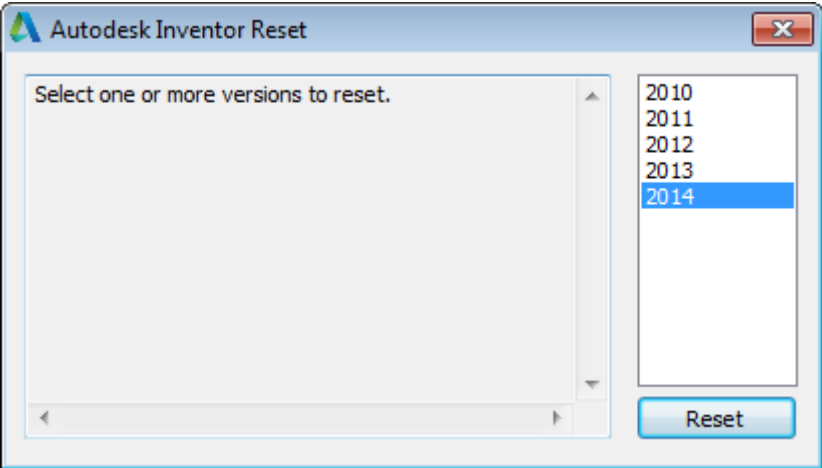 Autodesk Inventor Reset
Select one or more versions to reset.
2010
2011
2012
2013
2014
Reset